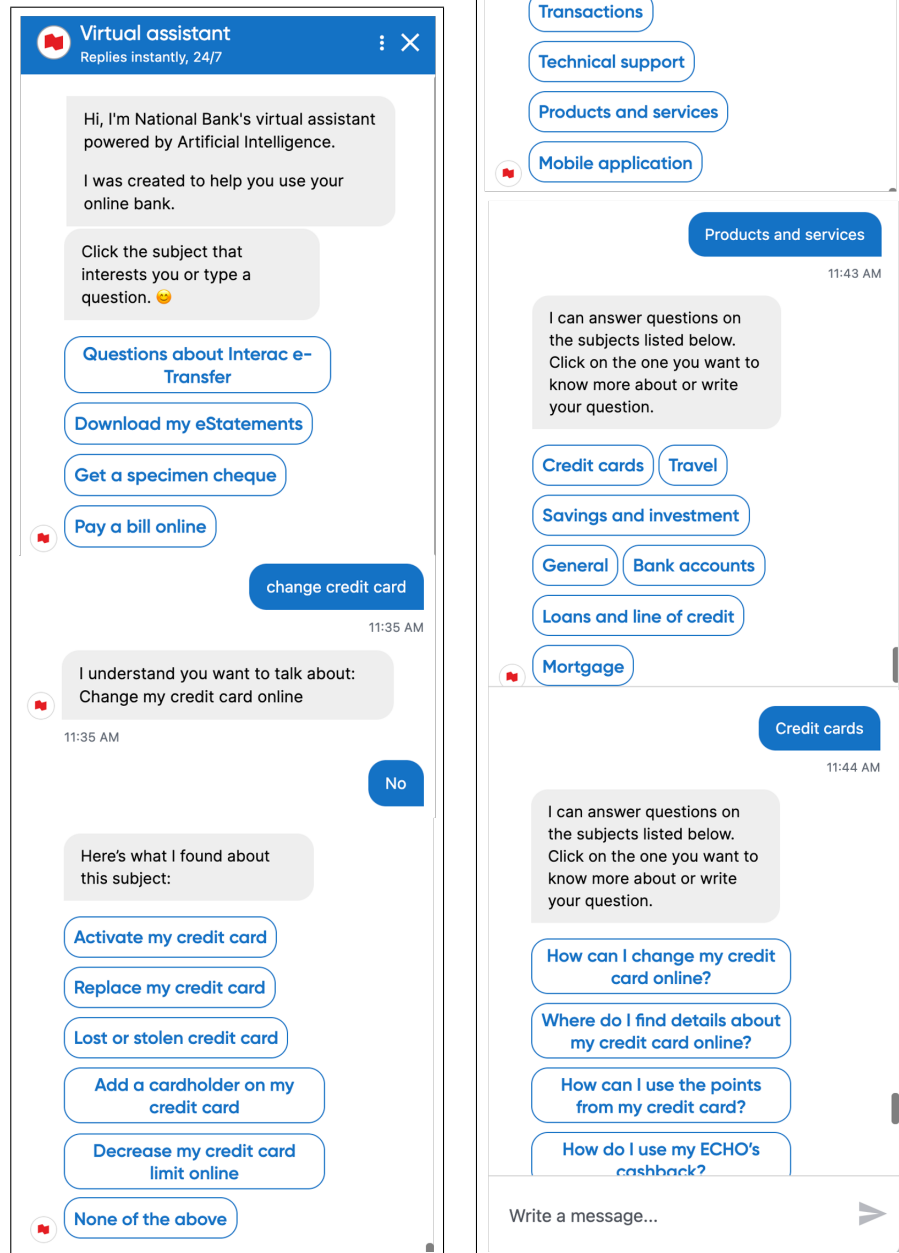 Virtual assistant
Replies instantly, 24/7
Hi, I'm National Bank's virtual assistant
powered by Artificial Intelligence.
I was created to help you use your
online bank.
Click the subject that
interests you or type a
question. 😊
Questions about Interac e-
Transfer
Download my eStatements
Get a specimen cheque
Pay a bill online
change credit card
11:35 AM
I understand you want to talk about:
Change my credit card online
11:35 AM
No
Here's what I found about
this subject:
Activate my credit card
Replace my credit card
Lost or stolen credit card
Add a cardholder on my
credit card
Decrease my credit card
limit online
None of the above
Transactions
Technical support
Products and services
Mobile application
Products and services
11:43 AM
I can answer questions on
the subjects listed below.
Click on the one you want to
know more about or write
your question.
Credit cards Travel
Savings and investment
General Bank accounts
Loans and line of credit
Mortgage
Credit cards
11:44 AM
I can answer questions on
the subjects listed below.
Click on the one you want to
know more about or write
your question.
How can I change my credit
card online?
Where do I find details about
my credit card online?
How can I use the points
from my credit card?
How do I use my ECHO's
cashback?
Write a message...